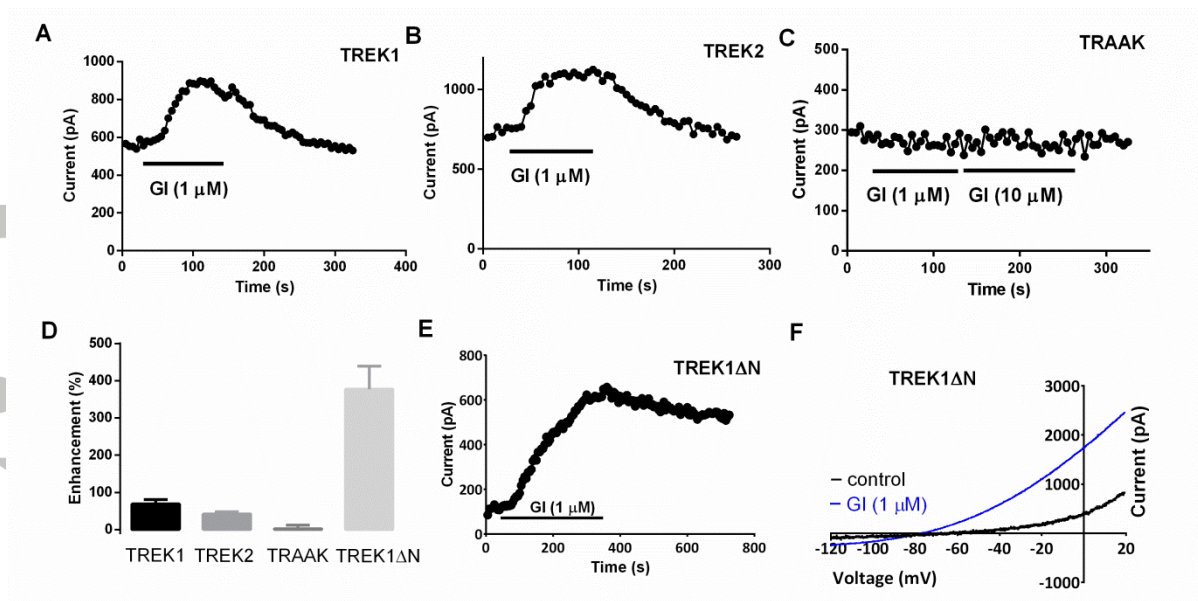 A
TREK1
Current (pA)
1000
800
600
400
200
0
GI (1 μM)
0 100 200 300 400
Time (s)
B
TREK2
Current (pA)
1000
500
0
GI (1 μM)
0 100 200 300
Time (s)
C
TRAAK
Current (pA)
500
400
300
200
100
0
GI (1 μM) GI (10 μM)
0 100 200 300
Time (s)
D
Enhancement (%)
500
400
300
200
100
0
TREK1 TREK2 TRAAK TREK1ΔN
E
TREK1ΔN
Current (pA)
800
600
400
200
0
GI (1 μM)
0 200 400 600 800
Time (s)
F
TREK1ΔN
3000
2000
1000
-1000
Current (pA)
control
GI (1 μM)
-120 -100 -80 -60 -40 -20 20
Voltage (mV)